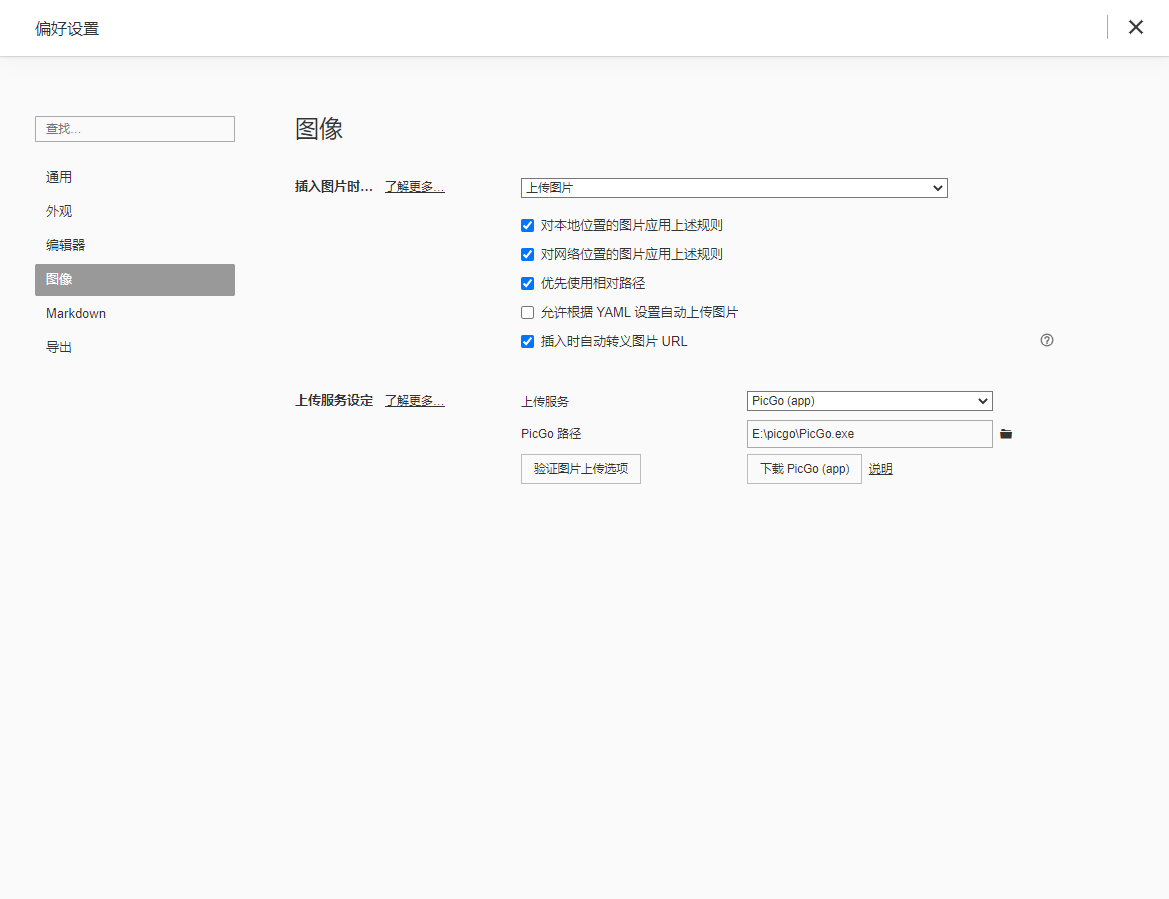 偏好设置
查找...
通用
外观
编辑器
图像
Markdown
导出
图像
插入图片时... 了解更多...
上传图片
对本地位置的图片应用上述规则
对网络位置的图片应用上述规则
优先使用相对路径
允许根据 YAML 设置自动上传图片
插入时自动转义图片 URL
上传服务设定 了解更多...
上传服务 PicGo (app)
PicGo 路径 E:\picgo\PicGo.exe
验证图片上传选项 下载 PicGo (app) 说明